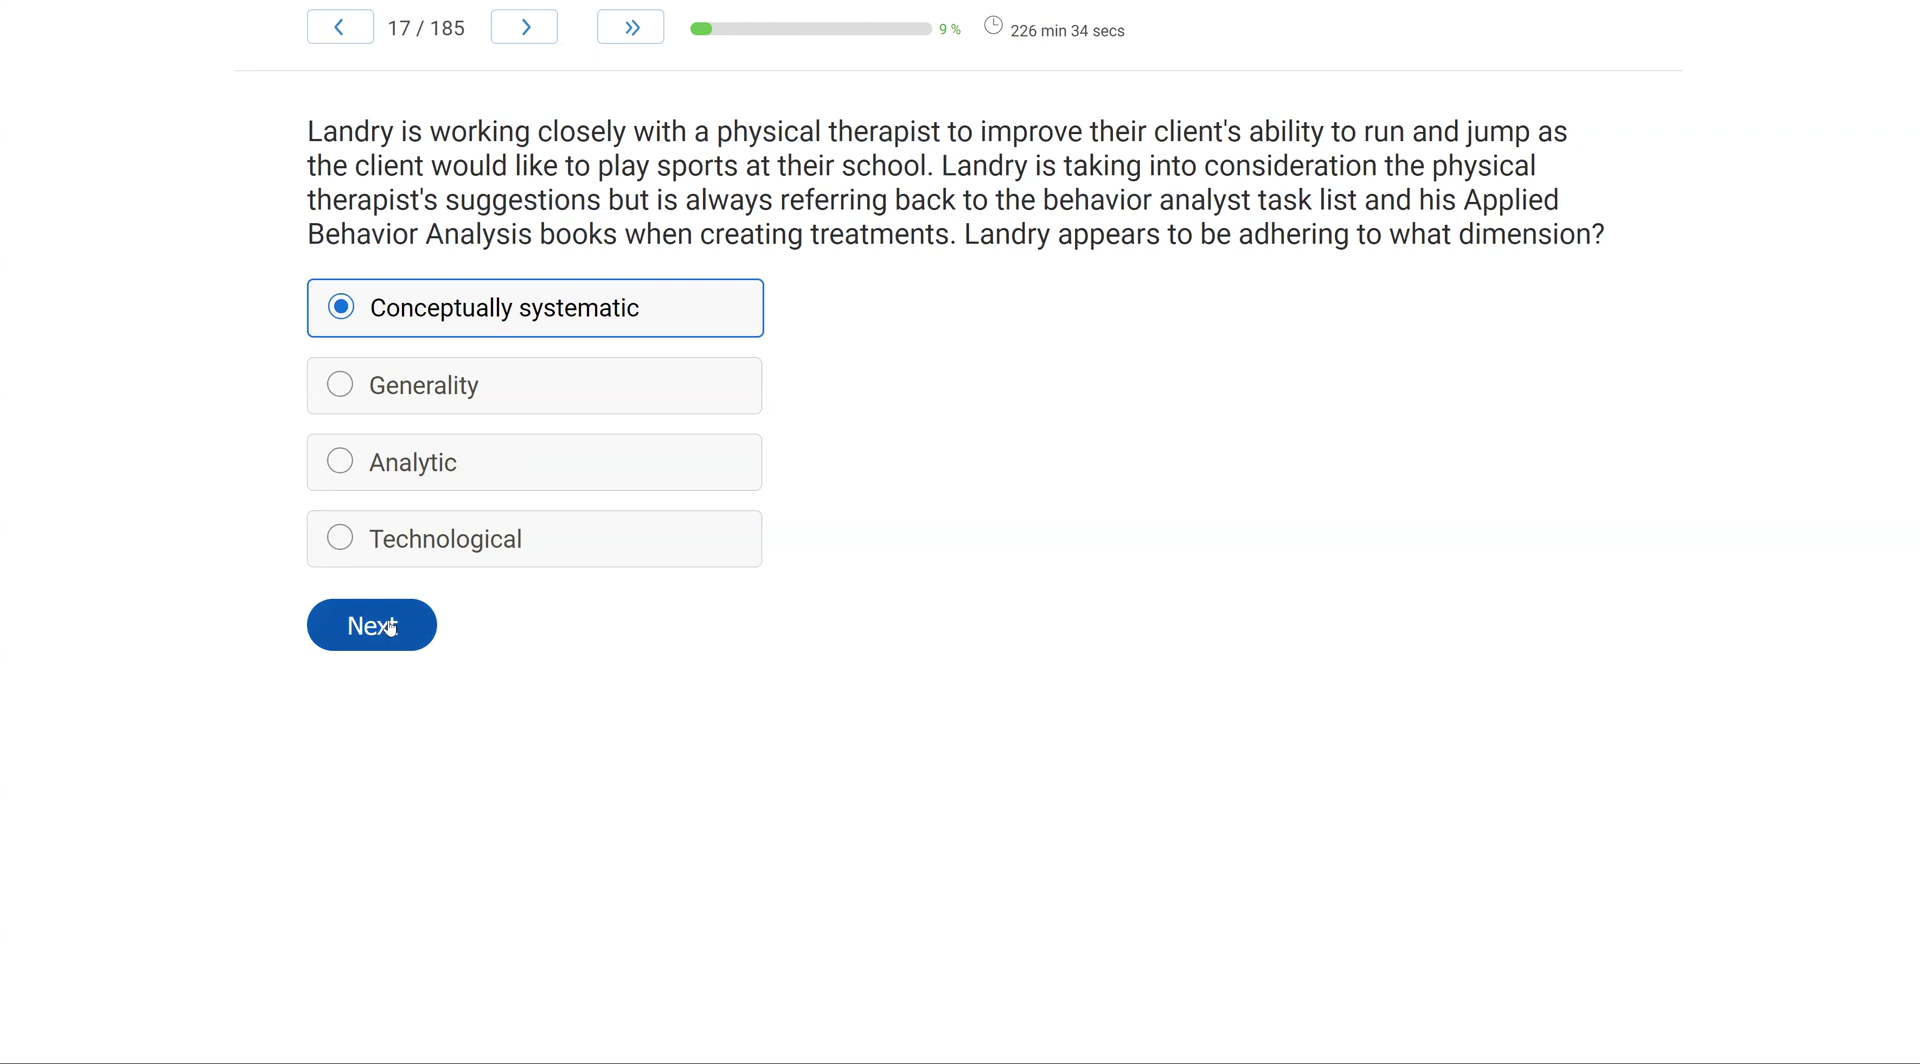 17 / 185
9 %
226 min 34 secs
Landry is working closely with a physical therapist to improve their client's ability to run and jump as
the client would like to play sports at their school. Landry is taking into consideration the physical
therapist's suggestions but is always referring back to the behavior analyst task list and his Applied
Behavior Analysis books when creating treatments. Landry appears to be adhering to what dimension?
Conceptually systematic
Generality
Analytic
Technological
Next